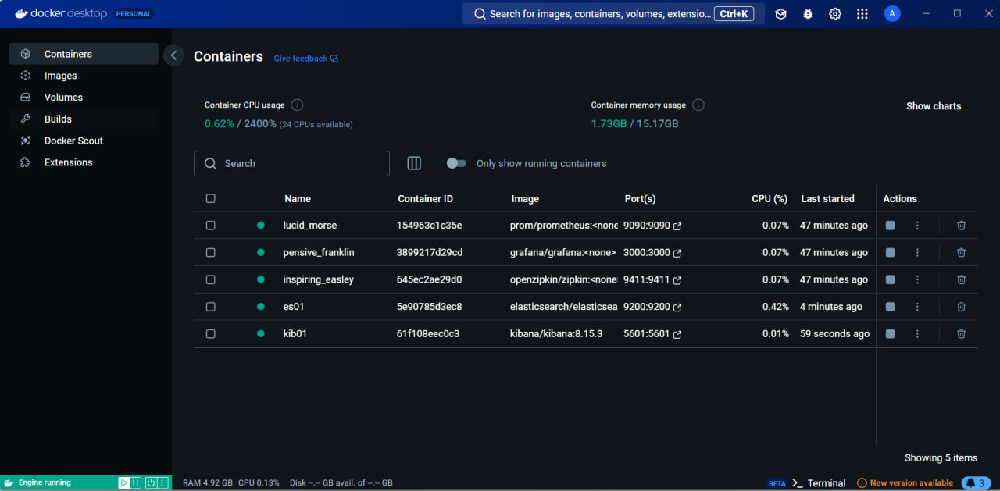 docker desktop PERSONAL
Search for images, containers, volumes, extensio... Ctrl+K
A
Containers
Images
Volumes
Builds
Docker Scout
Extensions
Containers Give feedback
Container CPU usage
0.62% / 2400% (24 CPUs available)
Container memory usage
1.73GB / 15.17GB
Show charts
Search
Only show running containers
Name Container ID Image Port(s) CPU (%) Last started Actions
lucid_morse 154963c1c35e prom/prometheus:<none 9090:9090 0.07% 47 minutes ago
pensive_franklin 3899217d29cd grafana/grafana:<none> 3000:3000 0.07% 47 minutes ago
inspiring_easley 645ec2ae29d0 openzipkin/zipkin:<none 9411:9411 0.07% 47 minutes ago
es01 5e90785d3ec8 elasticsearch/elasticsea 9200:9200 0.42% 4 minutes ago
kib01 61f108eec0c3 kibana/kibana:8.15.3 5601:5601 0.01% 59 seconds ago
Showing 5 items
Engine running
RAM 4.92 GB CPU 0.13% Disk --.-- GB avail. of --.-- GB
BETA >_ Terminal
New version available
3